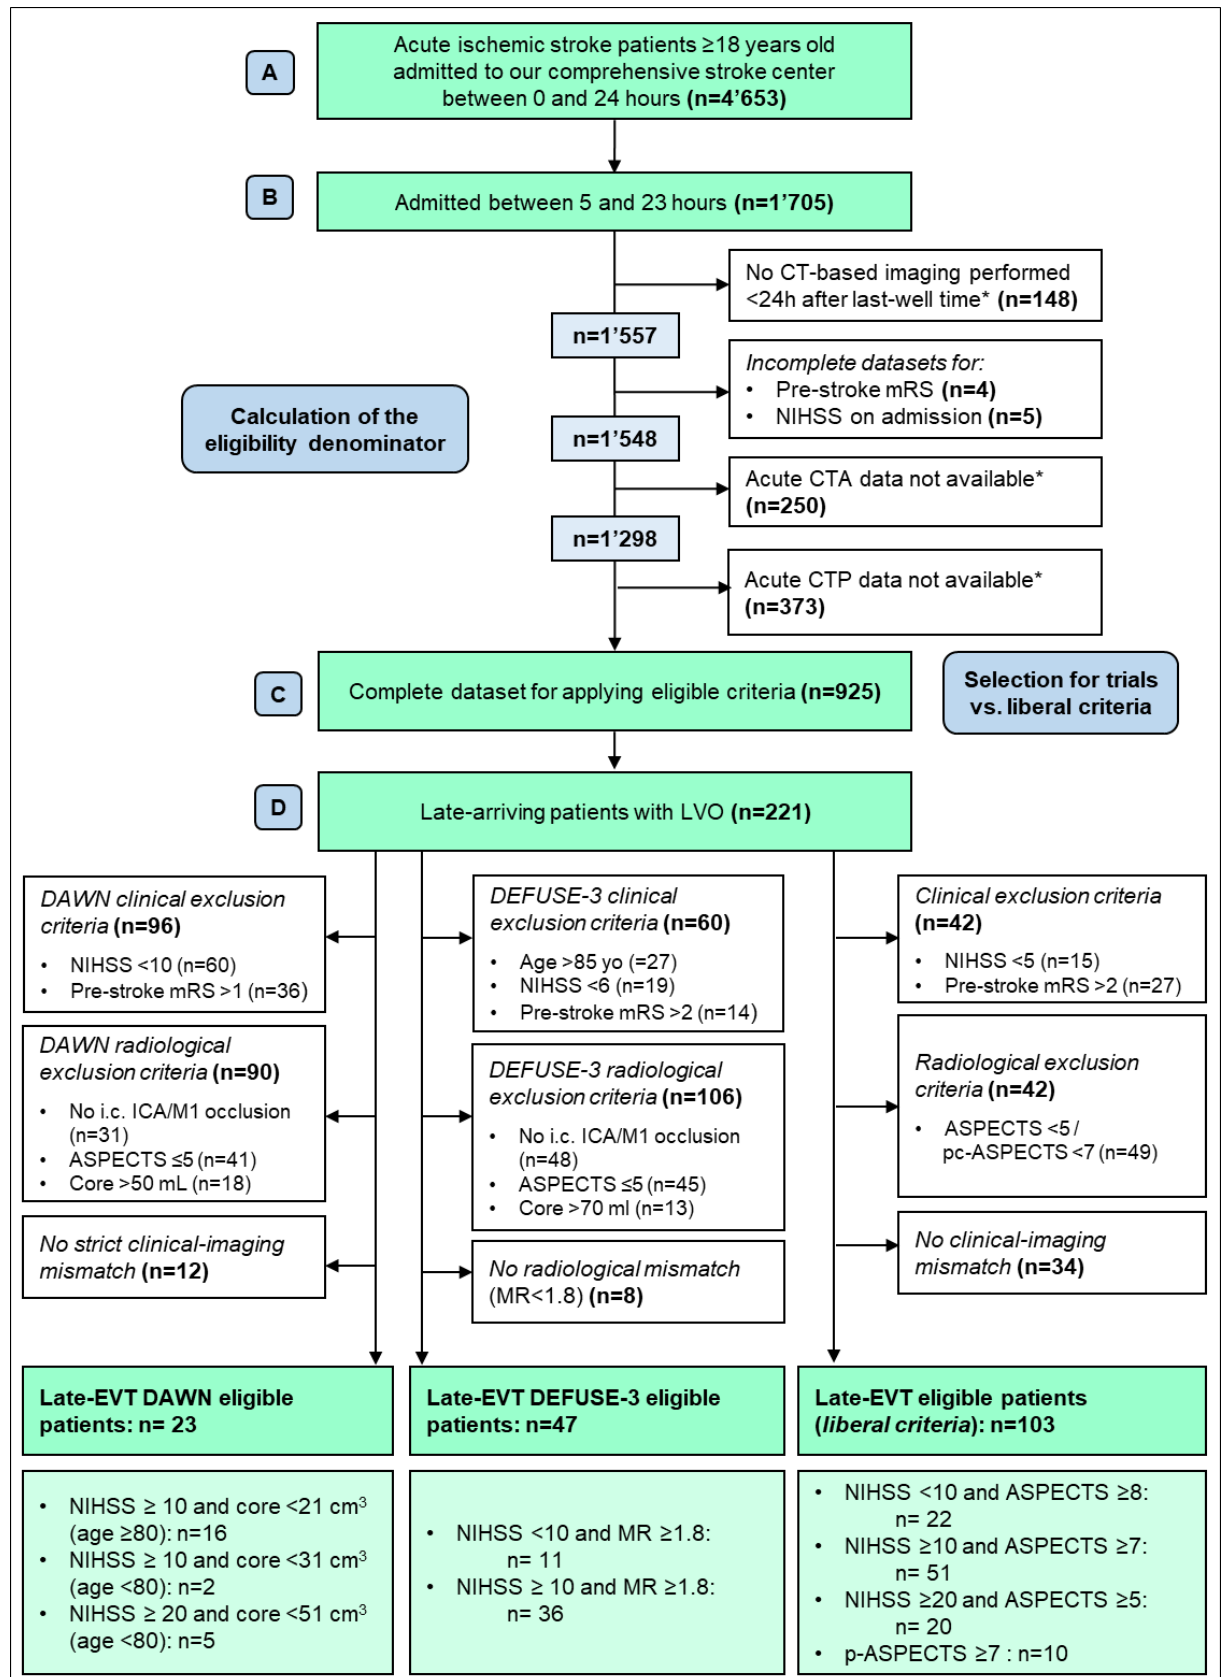 A
Acute ischemic stroke patients ≥18 years old
admitted to our comprehensive stroke center
between 0 and 24 hours (n=4'653)
B
Admitted between 5 and 23 hours (n=1'705)
No CT-based imaging performed
<24h after last-well time* (n=148)
n=1'557
Incomplete datasets for:
• Pre-stroke mRS (n=4)
• NIHSS on admission (n=5)
Calculation of the
eligibility denominator
n=1'548
Acute CTA data not available*
(n=250)
n=1'298
Acute CTP data not available*
(n=373)
C
Complete dataset for applying eligible criteria (n=925)
Selection for trials
vs. liberal criteria
D
Late-arriving patients with LVO (n=221)
DAWN clinical exclusion
criteria (n=96)
• NIHSS <10 (n=60)
• Pre-stroke mRS >1 (n=36)
DEFUSE-3 clinical
exclusion criteria (n=60)
• Age >85 yo (=27)
• NIHSS <6 (n=19)
• Pre-stroke mRS >2 (n=14)
Clinical exclusion criteria
(n=42)
• NIHSS <5 (n=15)
• Pre-stroke mRS >2 (n=27)
DAWN radiological
exclusion criteria (n=90)
• No i.c. ICA/M1 occlusion
(n=31)
• ASPECTS ≤5 (n=41)
• Core >50 mL (n=18)
DEFUSE-3 radiological
exclusion criteria (n=106)
• No i.c. ICA/M1 occlusion
(n=48)
• ASPECTS ≤5 (n=45)
• Core >70 ml (n=13)
Radiological exclusion
criteria (n=42)
• ASPECTS <5 /
pc-ASPECTS <7 (n=49)
No strict clinical-imaging
mismatch (n=12)
No radiological mismatch
(MR<1.8) (n=8)
No clinical-imaging
mismatch (n=34)
Late-EVT DAWN eligible
patients: n= 23
Late-EVT DEFUSE-3 eligible
patients: n=47
Late-EVT eligible patients
(liberal criteria): n=103
• NIHSS ≥ 10 and core <21 cm³
(age ≥80): n=16
• NIHSS ≥ 10 and core <31 cm³
(age <80): n=2
• NIHSS ≥ 20 and core <51 cm³
(age <80): n=5
• NIHSS <10 and MR ≥1.8:
n= 11
• NIHSS ≥ 10 and MR ≥1.8:
n= 36
• NIHSS <10 and ASPECTS ≥8:
n= 22
• NIHSS ≥10 and ASPECTS ≥7:
n= 51
• NIHSS ≥20 and ASPECTS ≥5:
n= 20
• p-ASPECTS ≥7 : n=10